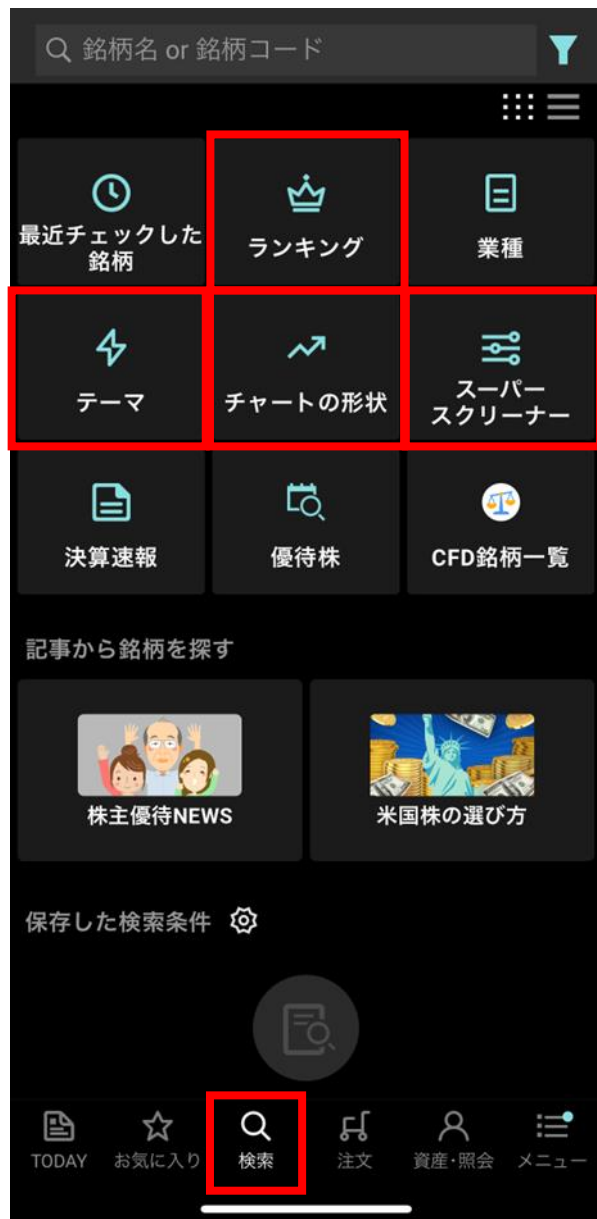 銘柄名 or 銘柄コード
最近チェックした
銘柄
ランキング
業種
テーマ
チャートの形状
スーパー
スクリーナー
決算速報
優待株
CFD銘柄一覧
記事から銘柄を探す
株主優待NEWS
米国株の選び方
保存した検索条件
TODAY
お気に入り
検索
注文
資産・照会
メニュー